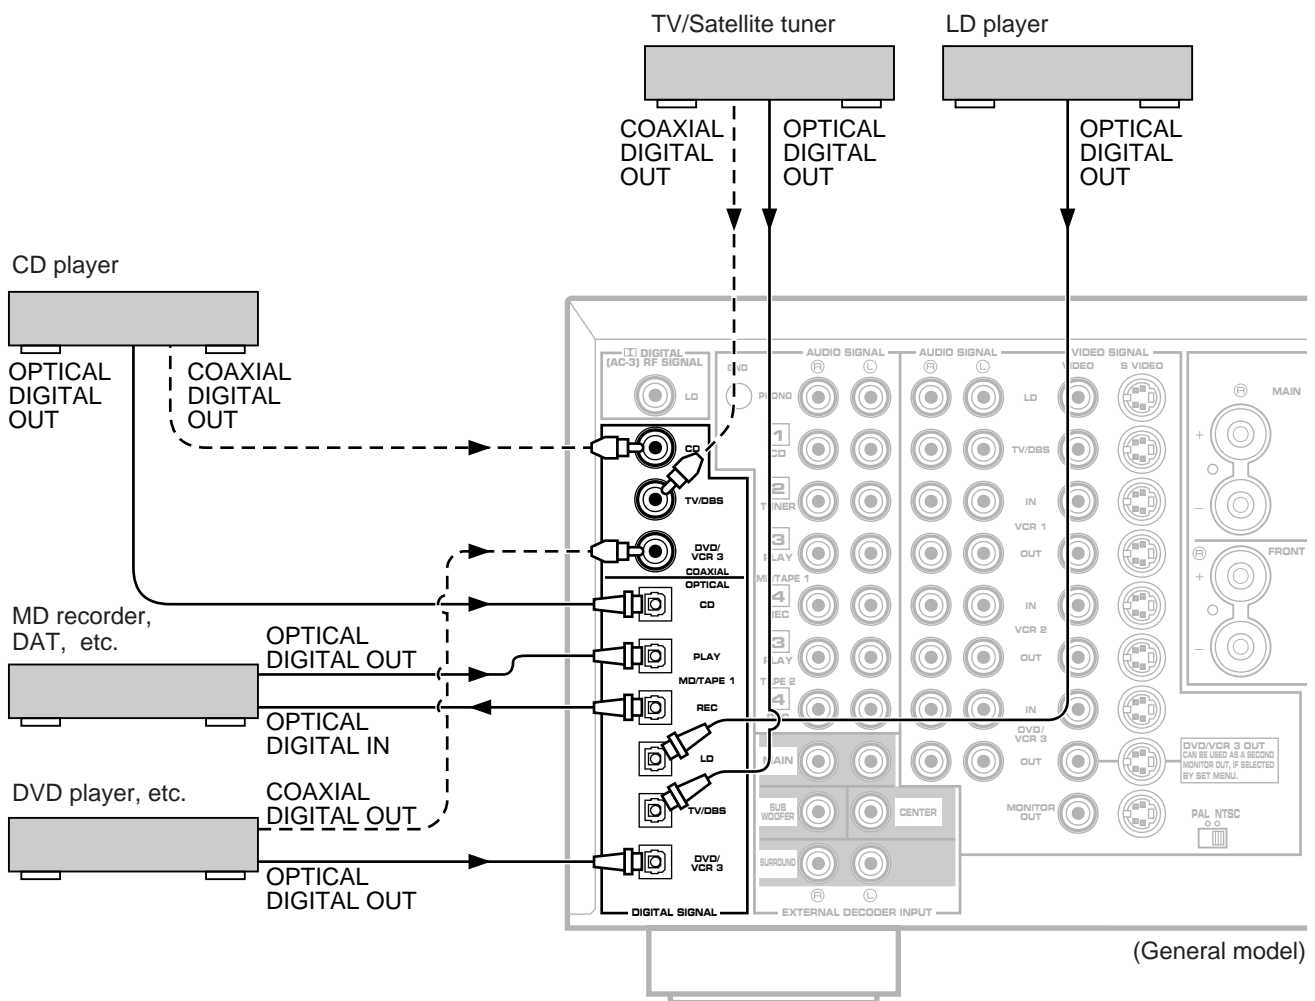 TV/Satellite tuner
LD player
COAXIAL
DIGITAL
OUT
OPTICAL
DIGITAL
OUT
OPTICAL
DIGITAL
OUT
CD player
OPTICAL
DIGITAL
OUT
COAXIAL
DIGITAL
OUT
MD recorder,
DAT, etc.
OPTICAL
DIGITAL OUT
OPTICAL
DIGITAL IN
DVD player, etc.
COAXIAL
DIGITAL OUT
OPTICAL
DIGITAL OUT
DIGITAL
(AC-3) RF SIGNAL
LD
CD
TV/DBS
DVD/
VCR 3
COAXIAL
OPTICAL
CD
PLAY
MD/TAPE 1
REC
LD
TV/DBS
DVD/
VCR 3
DIGITAL SIGNAL
GND
AUDIO SIGNAL
R L
PHONO
1
CD
2
TUNER
3
PLAY
MD/TAPE 1
4
REC
3
PLAY
TAPE 2
4
MAIN
SUB
WOOFER
CENTER
SURROUND
R L
EXTERNAL DECODER INPUT
AUDIO SIGNAL
R L
VIDEO SIGNAL
VIDEO S VIDEO
LD
TV/DBS
IN
VCR 1
OUT
IN
VCR 2
OUT
IN
DVD/
VCR 3
OUT
MONITOR
OUT
DVD/VCR 3 OUT
CAN BE USED AS A SECOND
MONITOR OUT, IF SELECTED
BY SET MENU.
PAL NTSC
R MAIN
+
–
R FRONT
+
–
(General model)